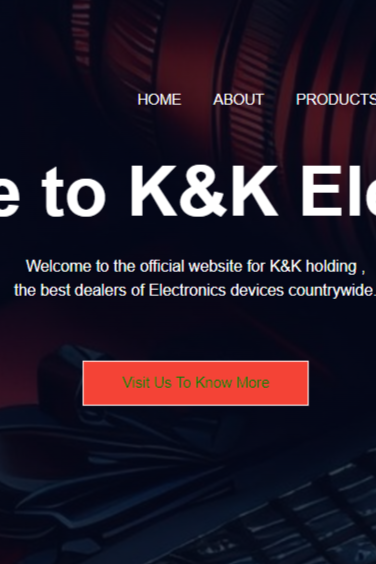 HOME ABOUT PRODUCTS
e to K&K Ele
Welcome to the official website for K&K holding ,
the best dealers of Electronics devices countrywide.
Visit Us To Know More